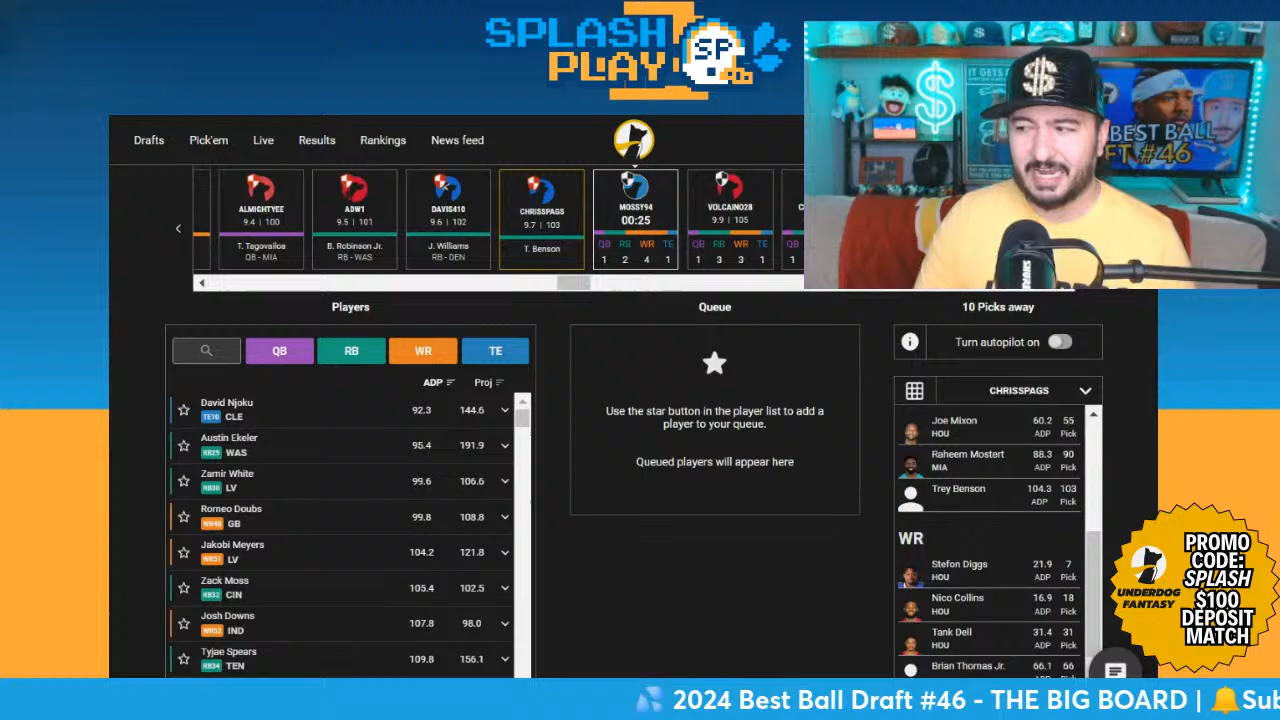 SPLASH
PLAY
SP
IT GETS
BEST BALL
FT #46
Drafts Pick'em Live Results Rankings News feed
ALMIGHTYEE
9.4 | 100
T. Tagovailoa
QB - MIA
ADW1
9.5 | 101
B. Robinson Jr.
RB - WAS
DAVIS410
9.6 | 102
J. Williams
RB - DEN
CHRISSPAGS
9.7 | 103
T. Benson
MOSSY94
00:25
QB RB WR TE
1 2 4 1
VOLCAINO28
9.9 | 105
QB RB WR TE
1 3 3 1
Players
QB RB WR TE
ADP Proj
David Njoku
TE10 CLE
92.3 144.6
Austin Ekeler
RB29 WAS
95.4 191.9
Zamir White
RB30 LV
99.6 106.6
Romeo Doubs
GB
99.8 108.8
Jakobi Meyers
WR51 LV
104.2 121.8
Zack Moss
RB32 CIN
105.4 102.5
Josh Downs
WR52 IND
107.8 98.0
Tyjae Spears
RB34 TEN
109.8 156.1
Queue
Use the star button in the player list to add a
player to your queue.
Queued players will appear here
10 Picks away
Turn autopilot on
CHRISSPAGS
Joe Mixon 60.2 55
HOU ADP Pick
Raheem Mostert 88.3 90
MIA ADP Pick
Trey Benson 104.3 103
ADP Pick
WR
Stefon Diggs 21.9 7
HOU ADP Pick
Nico Collins 16.9 18
HOU ADP Pick
Tank Dell 31.4 31
HOU ADP Pick
Brian Thomas Jr. 66.1 66
SHURE
UNDERDOG
FANTASY
PROMO
CODE:
SPLASH
$100
DEPOSIT
MATCH
2024 Best Ball Draft #46 - THE BIG BOARD | 🔔Sub